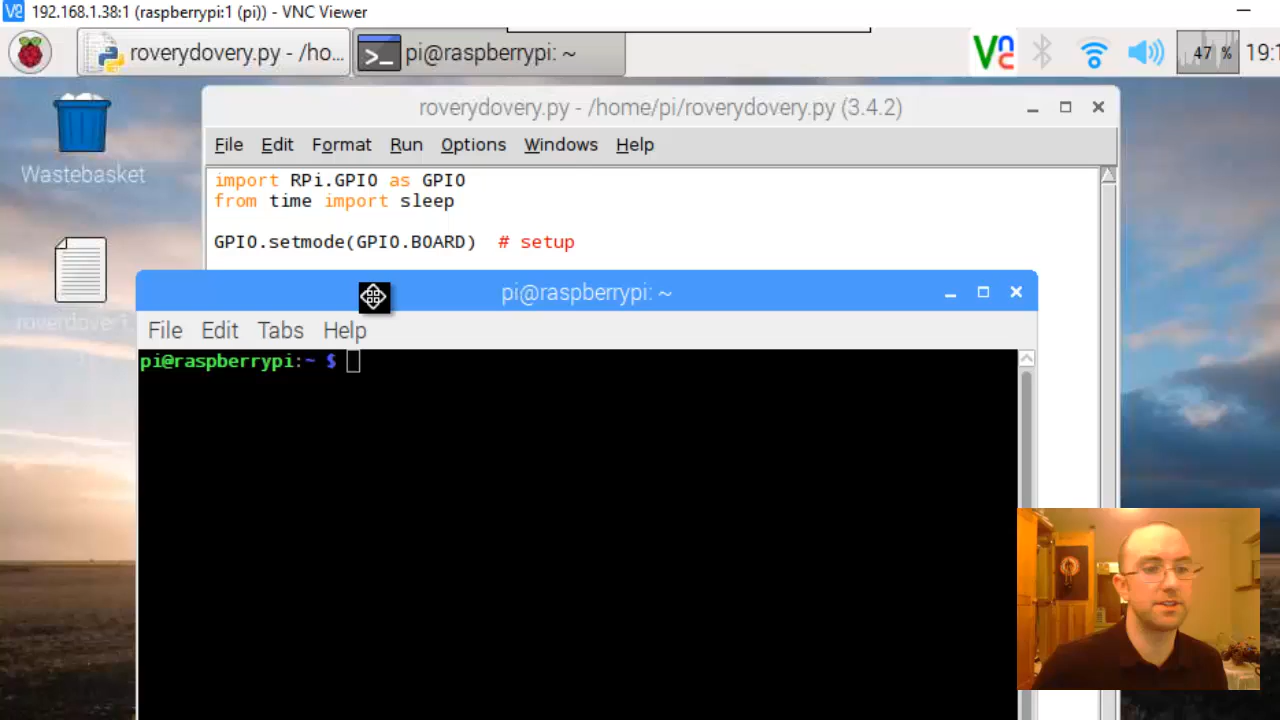 192.168.1.38:1 (raspberrypi:1 (pi)) - VNC Viewer
roverydovery.py - /ho...
pi@raspberrypi: ~
47 %
19:1
Wastebasket
roverydovery.py - /home/pi/roverydovery.py (3.4.2)
File Edit Format Run Options Windows Help
import RPi.GPIO as GPIO
from time import sleep
GPIO.setmode(GPIO.BOARD) # setup
pi@raspberrypi: ~
File Edit Tabs Help
pi@raspberrypi:~ $